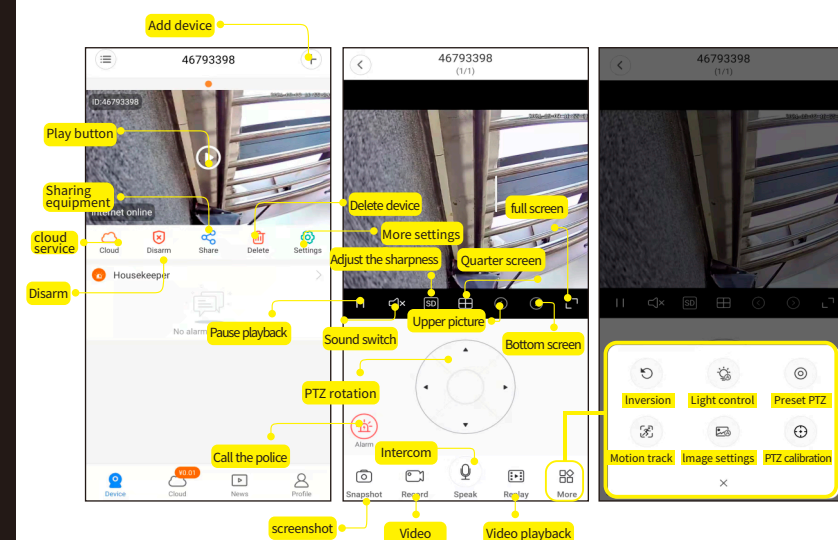 Add device
46793398
46793398
(1/1)
46793398
(1/1)
ID:46793398
Play button
Sharing
equipment
Internet online
Delete device
full screen
cloud
service
More settings
Cloud
Disarm
Share
Delete
Settings
Adjust the sharpness
Quarter screen
Housekeeper
Disarm
SD
SD
No alarm
Pause playback
Sound switch
Upper picture
Bottom screen
PTZ rotation
Inversion
Light control
Preset PTZ
Alarm
Call the police
Intercom
Motion track
Image settings
PTZ calibration
¥0.01
Device
Cloud
News
Profile
Snapshot
Record
Speak
Replay
More
screenshot
Video
Video playback